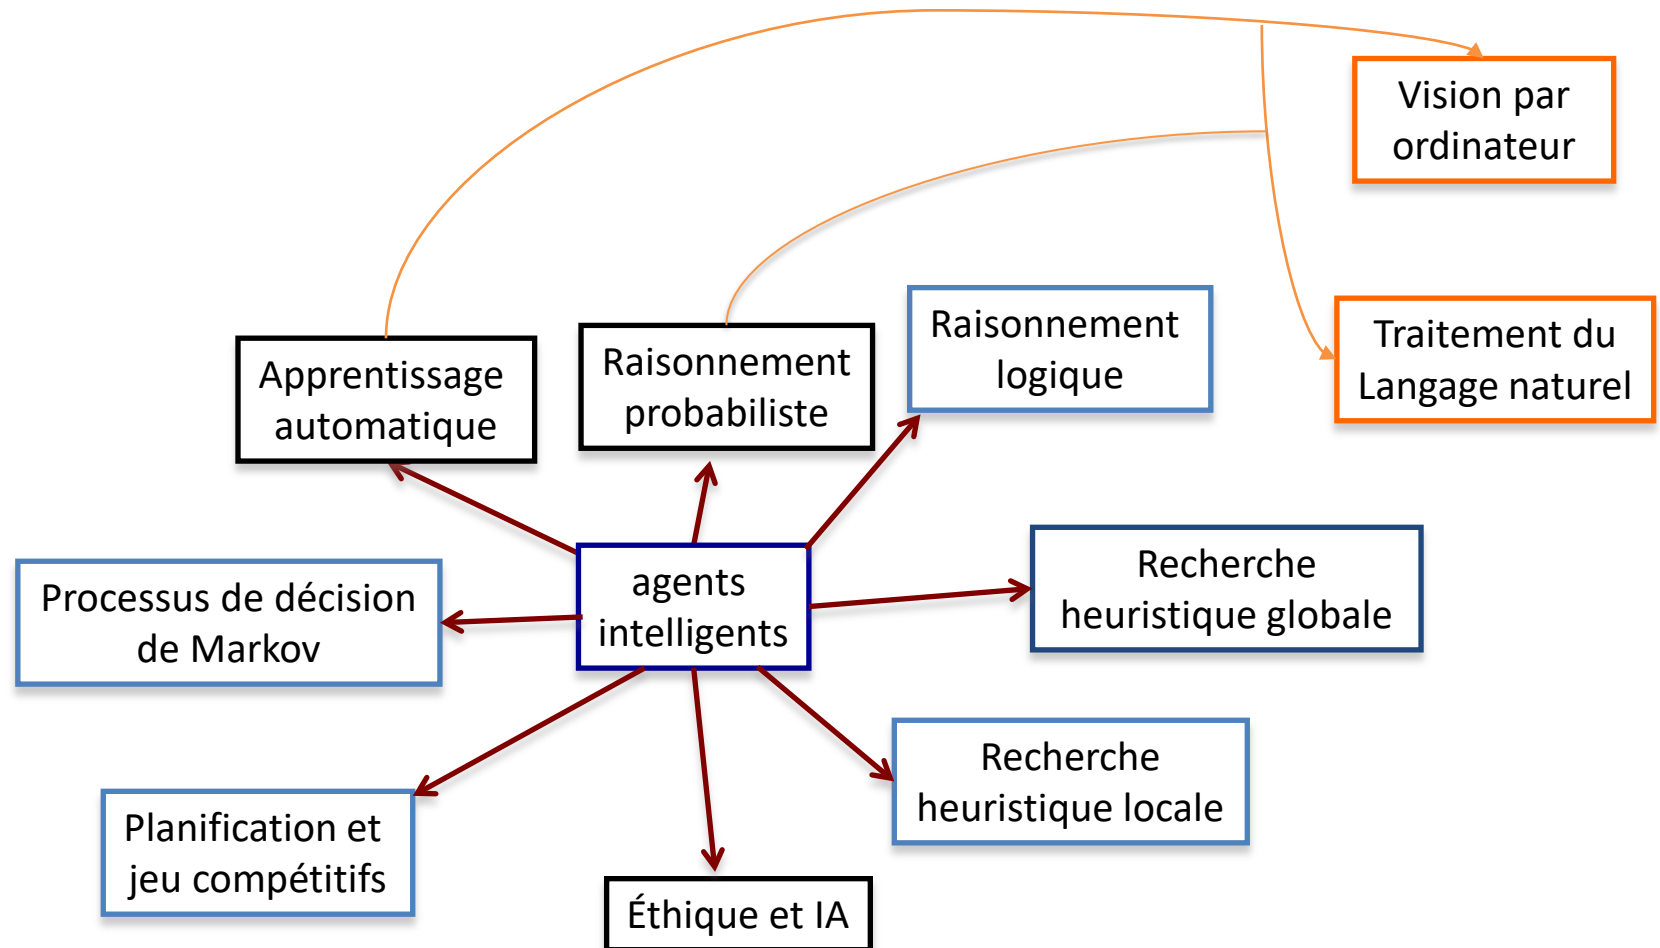 Vision par
ordinateur
Raisonnement
logique
Traitement du
Langage naturel
Raisonnement
probabiliste
Apprentissage
automatique
Recherche
heuristique globale
agents
intelligents
Processus de décision
de Markov
Recherche
heuristique locale
Planification et
jeu compétitifs
Éthique et IA